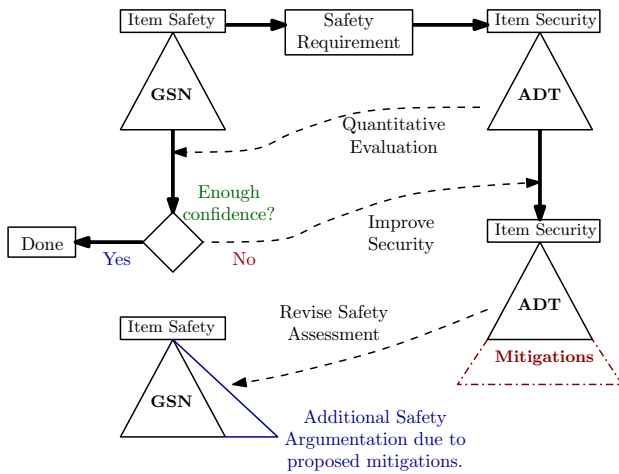 Item Safety
Safety
Requirement
Item Security
GSN
ADT
Quantitative
Evaluation
Enough
confidence?
Improve
Security
Item Security
Done
Yes
No
Revise Safety
Assessment
ADT
Item Safety
Mitigations
GSN
Additional Safety
Argumentation due to
proposed mitigations.